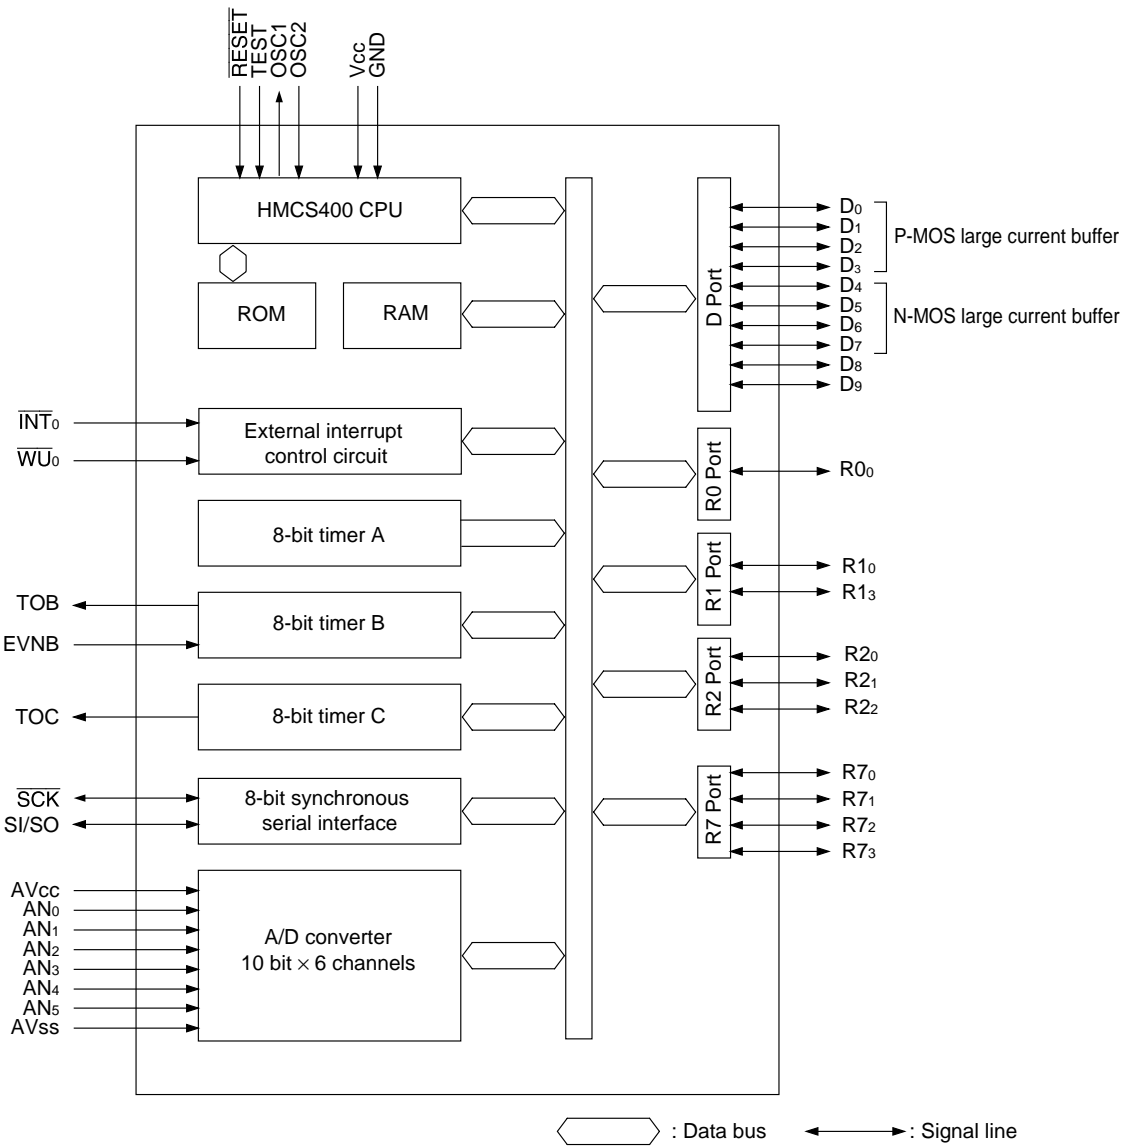 RESET
TEST
OSC1
OSC2
Vcc
GND
HMCS400 CPU
ROM
RAM
INT0
WU0
External interrupt
control circuit
8-bit timer A
TOB
EVNB
8-bit timer B
TOC
8-bit timer C
SCK
SI/SO
8-bit synchronous
serial interface
AVcc
AN0
AN1
AN2
AN3
AN4
AN5
AVss
A/D converter
10 bit × 6 channels
D Port
D0
D1
D2
D3
D4
D5
D6
D7
D8
D9
P-MOS large current buffer
N-MOS large current buffer
R0 Port
R00
R1 Port
R10
R13
R2 Port
R20
R21
R22
R7 Port
R70
R71
R72
R73
: Data bus
: Signal line